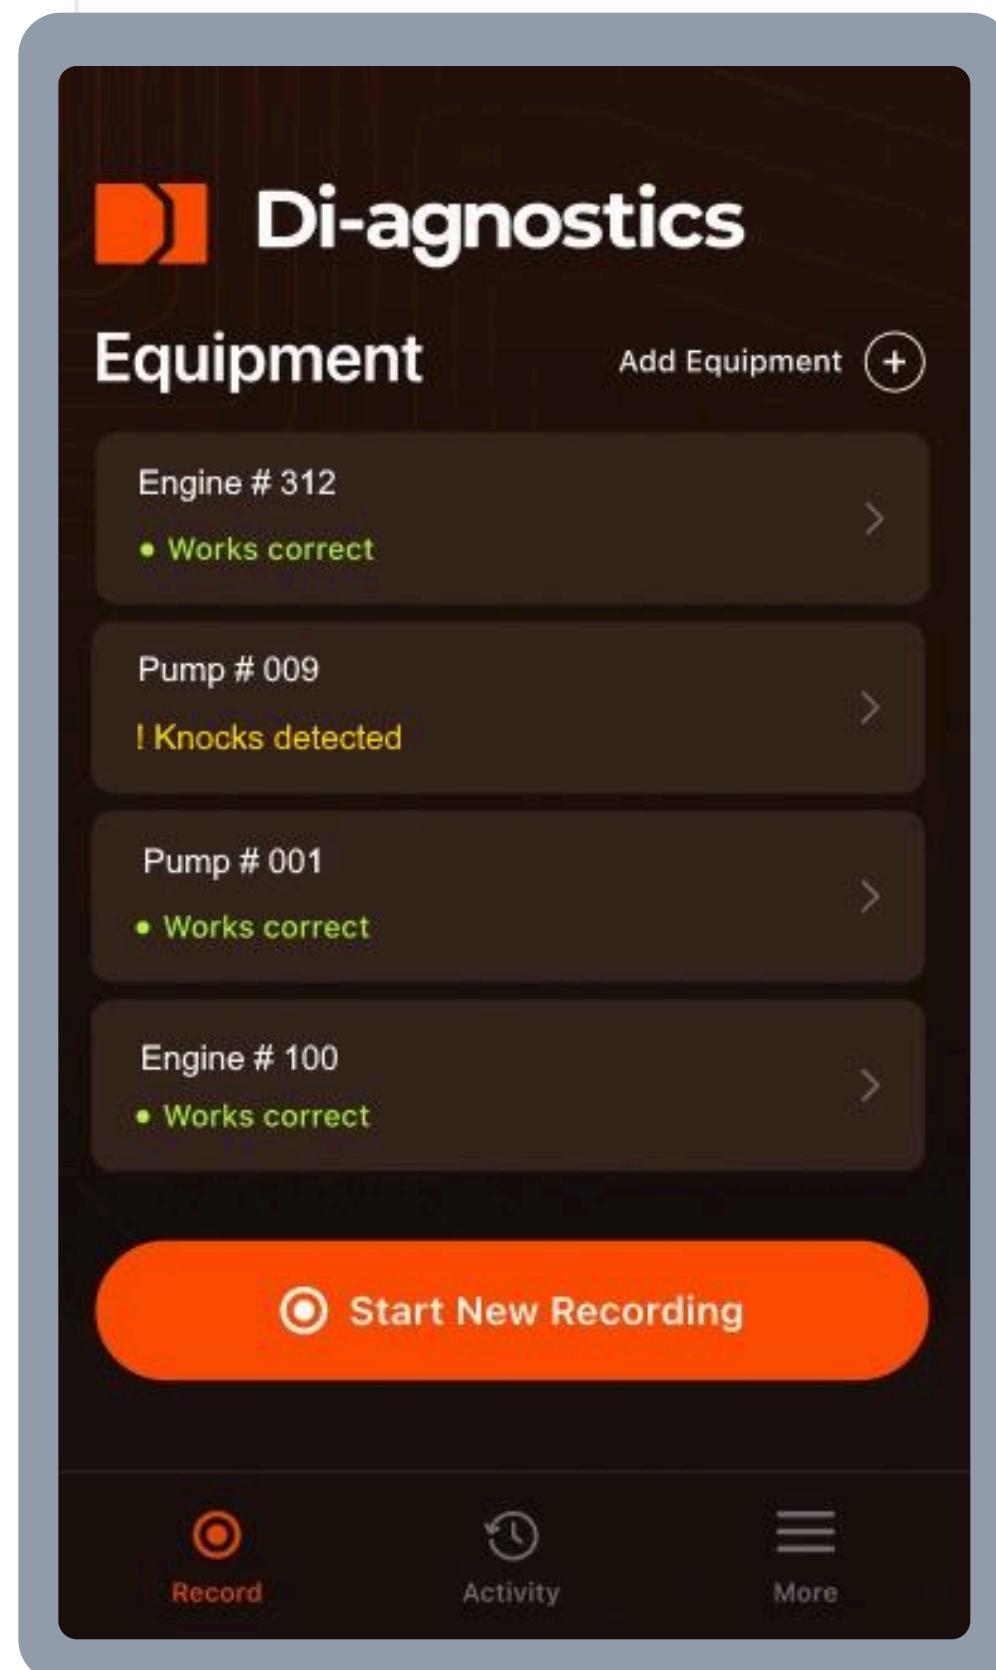 Di-agnostics
Equipment
Add Equipment +
Engine # 312
• Works correct
Pump # 009
! Knocks detected
Pump # 001
• Works correct
Engine # 100
• Works correct
Start New Recording
Record
Activity
More